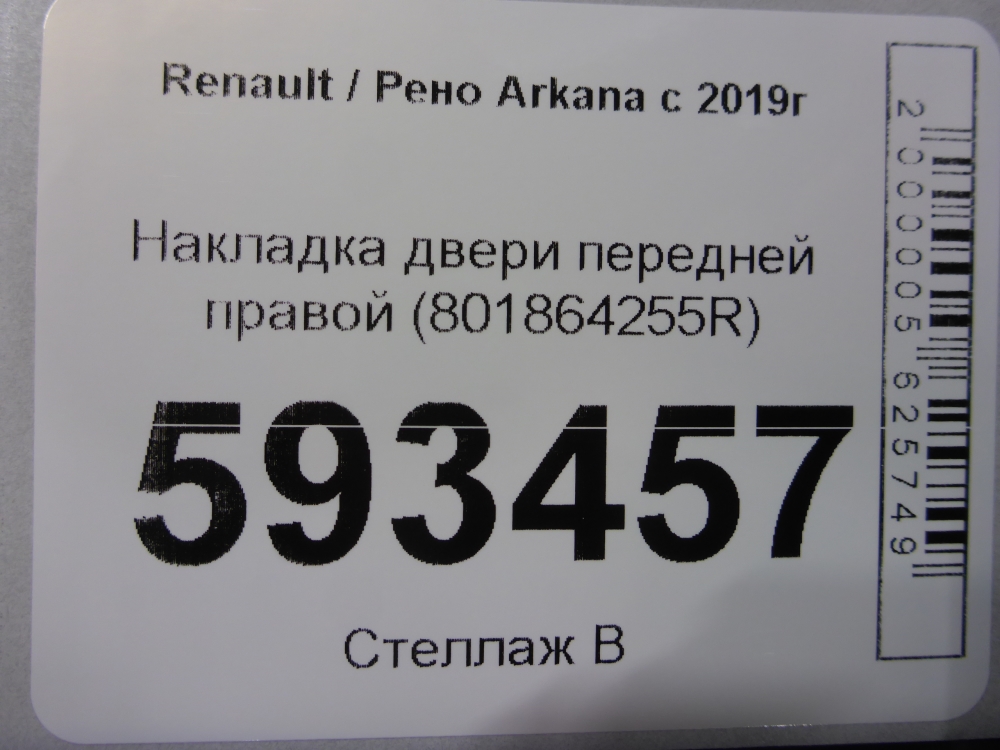 Renault / Рено Arkana с 2019г
Накладка двери передней
правой (801864255R)
593457
Стеллаж В
2000005625749